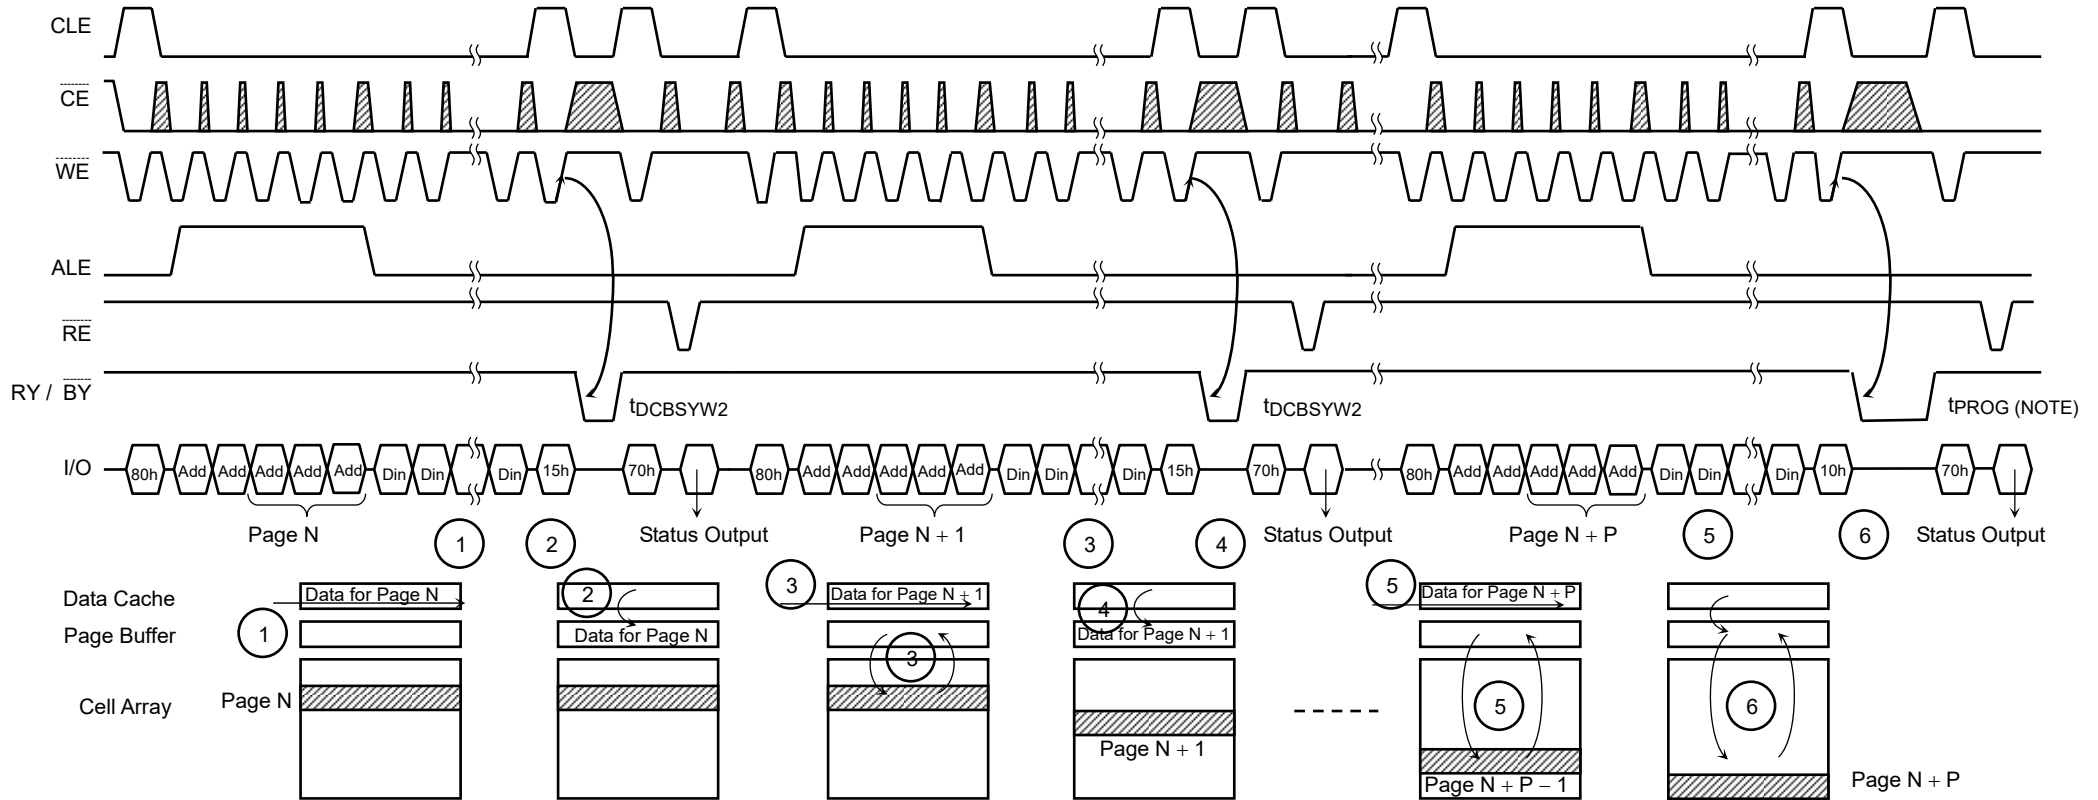 CLE
CE
WE
ALE
RE
RY / BY
tDCBSYW2
tDCBSYW2
tPROG (NOTE)
I/O
80h Add Add Add Add Add Din Din Din 15h 70h 80h Add Add Add Add Add Din Din Din 15h 70h 80h Add Add Add Add Add Din Din Din 10h 70h
Page N 1 2 Status Output Page N + 1 3 4 Status Output Page N + P 5 6 Status Output
Data Cache
Data for Page N
2
3
Data for Page N + 1
4
5
Data for Page N + P
Page Buffer
1
Data for Page N
3
Data for Page N + 1
Cell Array
Page N
Page N + 1
5
Page N + P − 1
6
Page N + P